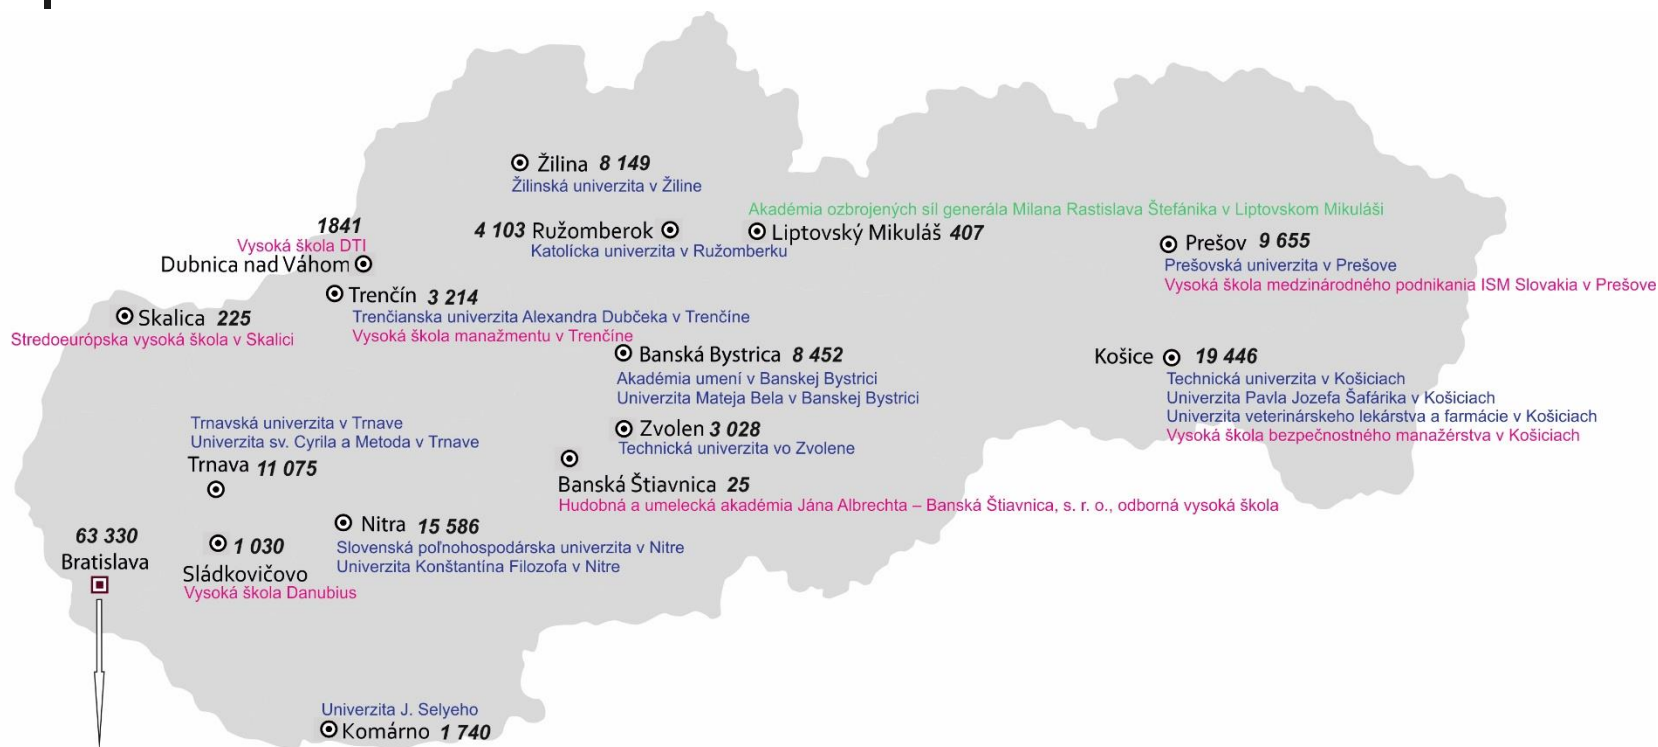 Žilina 8 149
Žilinská univerzita v Žiline
Akadémia ozbrojených síl generála Milana Rastislava Štefánika v Liptovskom Mikuláši
4 103 Ružomberok
Katolícka univerzita v Ružomberku
Liptovský Mikuláš 407
1841
Vysoká škola DTI
Dubnica nad Váhom
Prešov 9 655
Prešovská univerzita v Prešove
Vysoká škola medzinárodného podnikania ISM Slovakia v Prešove
Trenčín 3 214
Trenčianska univerzita Alexandra Dubčeka v Trenčíne
Vysoká škola manažmentu v Trenčíne
Skalica 225
Stredoeurópska vysoká škola v Skalici
Banská Bystrica 8 452
Akadémia umení v Banskej Bystrici
Univerzita Mateja Bela v Banskej Bystrici
Košice 19 446
Technická univerzita v Košiciach
Univerzita Pavla Jozefa Šafárika v Košiciach
Univerzita veterinárskeho lekárstva a farmácie v Košiciach
Vysoká škola bezpečnostného manažérstva v Košiciach
Trnavská univerzita v Trnave
Univerzita sv. Cyrila a Metoda v Trnave
Trnava 11 075
Zvolen 3 028
Technická univerzita vo Zvolene
Banská Štiavnica 25
Hudobná a umelecká akadémia Jána Albrechta – Banská Štiavnica, s. r. o., odborná vysoká škola
Nitra 15 586
Slovenská poľnohospodárska univerzita v Nitre
Univerzita Konštantína Filozofa v Nitre
63 330
Bratislava
1 030
Sládkovičovo
Vysoká škola Danubius
Univerzita J. Selyeho
Komárno 1 740